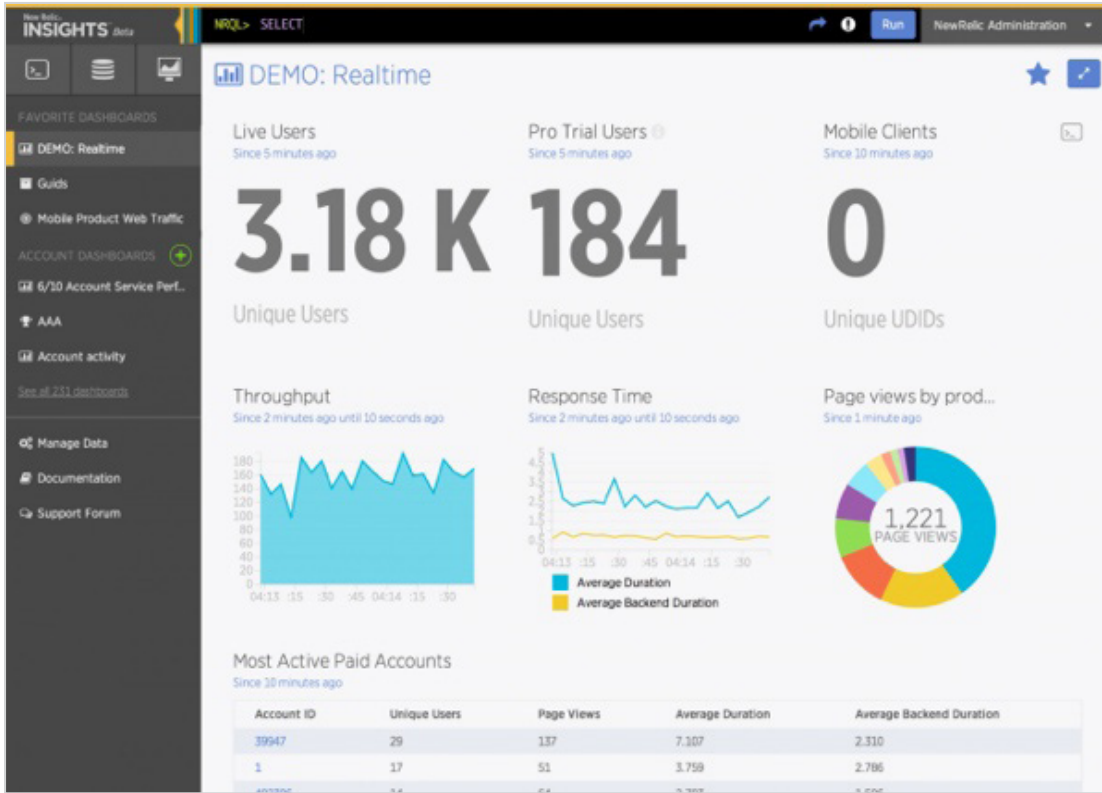 New Relic.
INSIGHTS Beta
NRQL> SELECT
Run
NewRelic Administration
FAVORITE DASHBOARDS
DEMO: Realtime
Guids
Mobile Product Web Traffic
ACCOUNT DASHBOARDS
6/10 Account Service Perf..
AAA
Account activity
See all 231 dashboards
Manage Data
Documentation
Support Forum
DEMO: Realtime
Live Users
Since 5 minutes ago
3.18 K
Unique Users
Pro Trial Users
Since 5 minutes ago
184
Unique Users
Mobile Clients
Since 10 minutes ago
0
Unique UDIDs
Throughput
Since 2 minutes ago until 10 seconds ago
180
160
140
120
100
80
60
40
20
0
04:13 :15 :30 :45 04:14 :15 :30
Response Time
Since 2 minutes ago until 10 seconds ago
04:13 :15 :30 :45 04:14 :15 :30
Average Duration
Average Backend Duration
Page views by prod...
Since 1 minute ago
1,221
PAGE VIEWS
Most Active Paid Accounts
Since 10 minutes ago
Account ID Unique Users Page Views Average Duration Average Backend Duration
39947 29 137 7.107 2.310
1 17 51 3.759 2.786